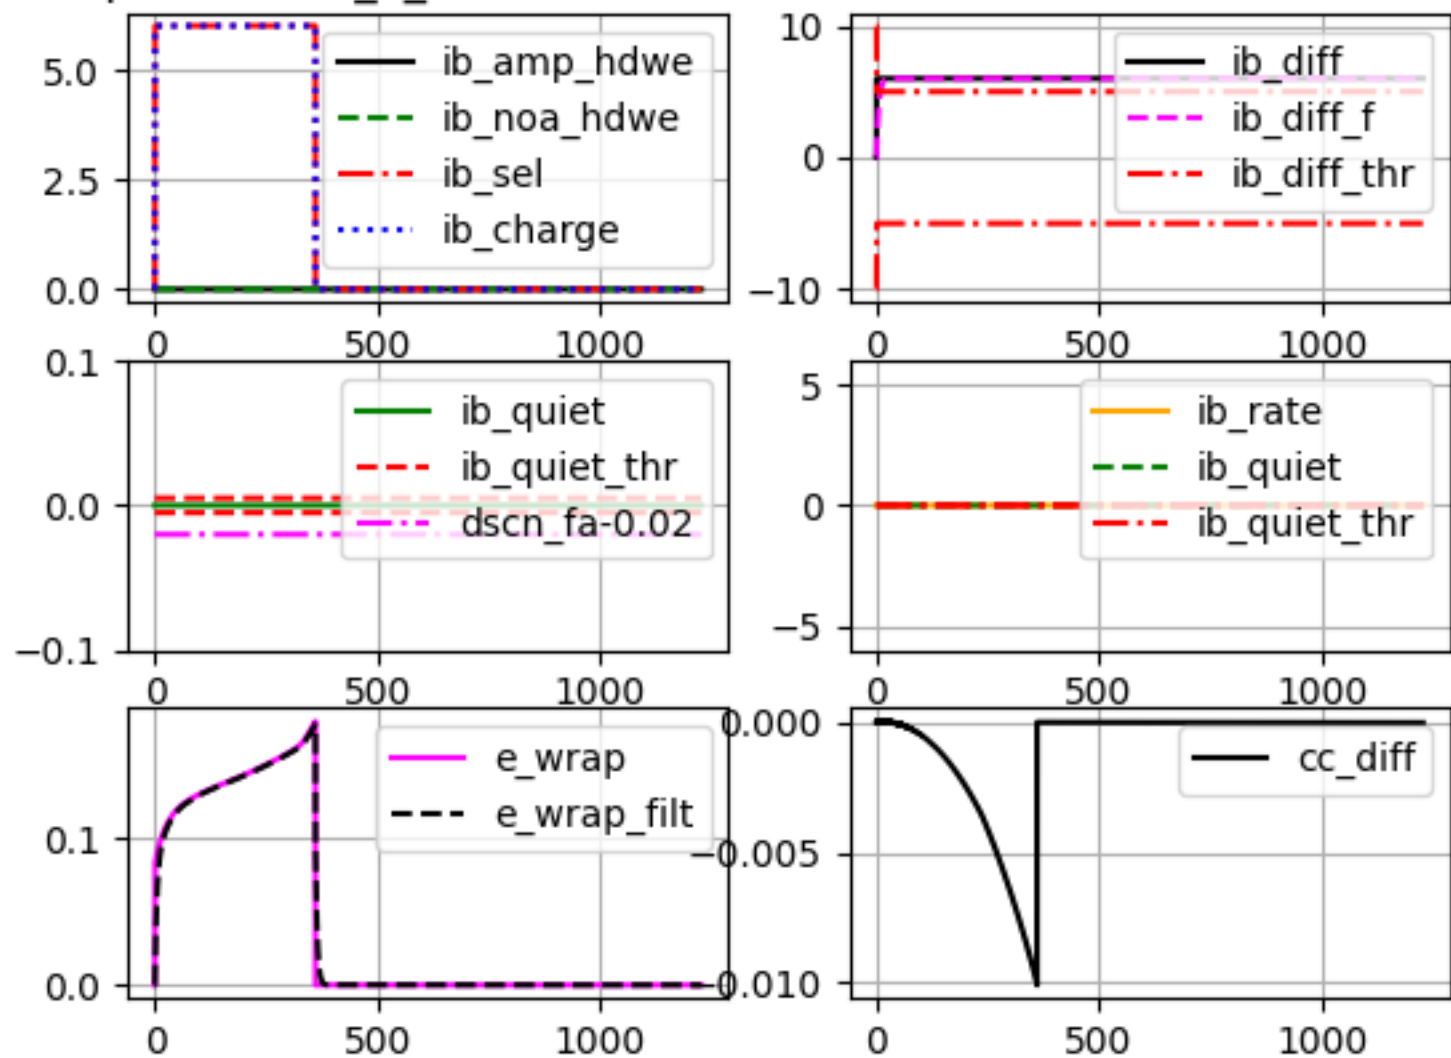 5.0
2.5
0.0
ib_amp_hdwe
ib_noa_hdwe
ib_sel
ib_charge
0 500 1000
10
0
−10
ib_diff
ib_diff_f
ib_diff_thr
0 500 1000
0.1
0.0
−0.1
ib_quiet
ib_quiet_thr
dscn_fa-0.02
0 500 1000
5
0
−5
ib_rate
ib_quiet
ib_quiet_thr
0 500 1000
0.1
0.0
e_wrap
e_wrap_filt
0 500 1000
0.000
−0.005
−0.010
cc_diff
0 500 1000